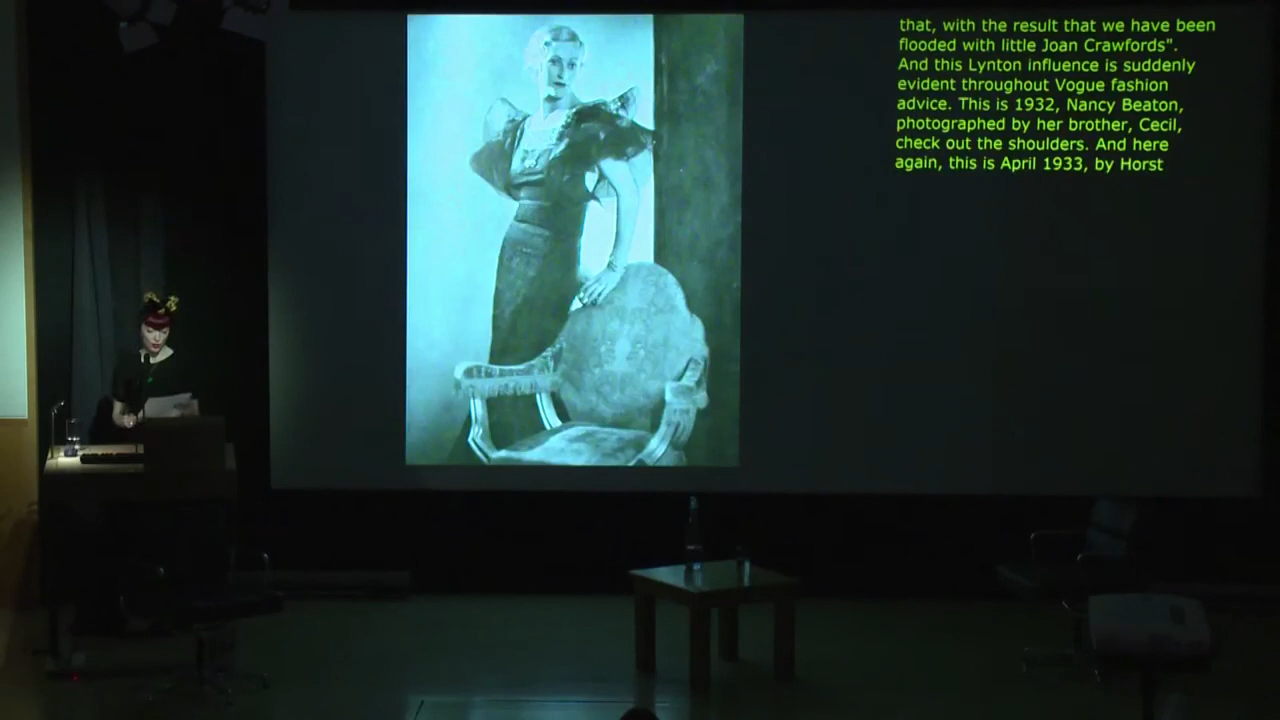 that, with the result that we have been
flooded with little Joan Crawfords".
And this Lynton influence is suddenly
evident throughout Vogue fashion
advice. This is 1932, Nancy Beaton,
photographed by her brother, Cecil,
check out the shoulders. And here
again, this is April 1933, by Horst